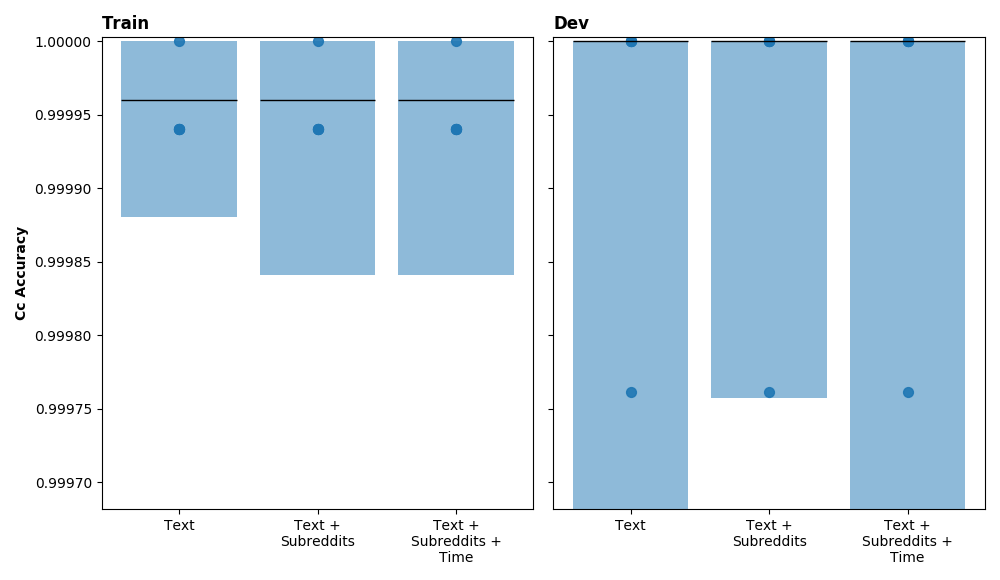 Train
Dev
Cc Accuracy
1.00000
0.99995
0.99990
0.99985
0.99980
0.99975
0.99970
Text
Text +
Subreddits
Text +
Subreddits +
Time
Text
Text +
Subreddits
Text +
Subreddits +
Time